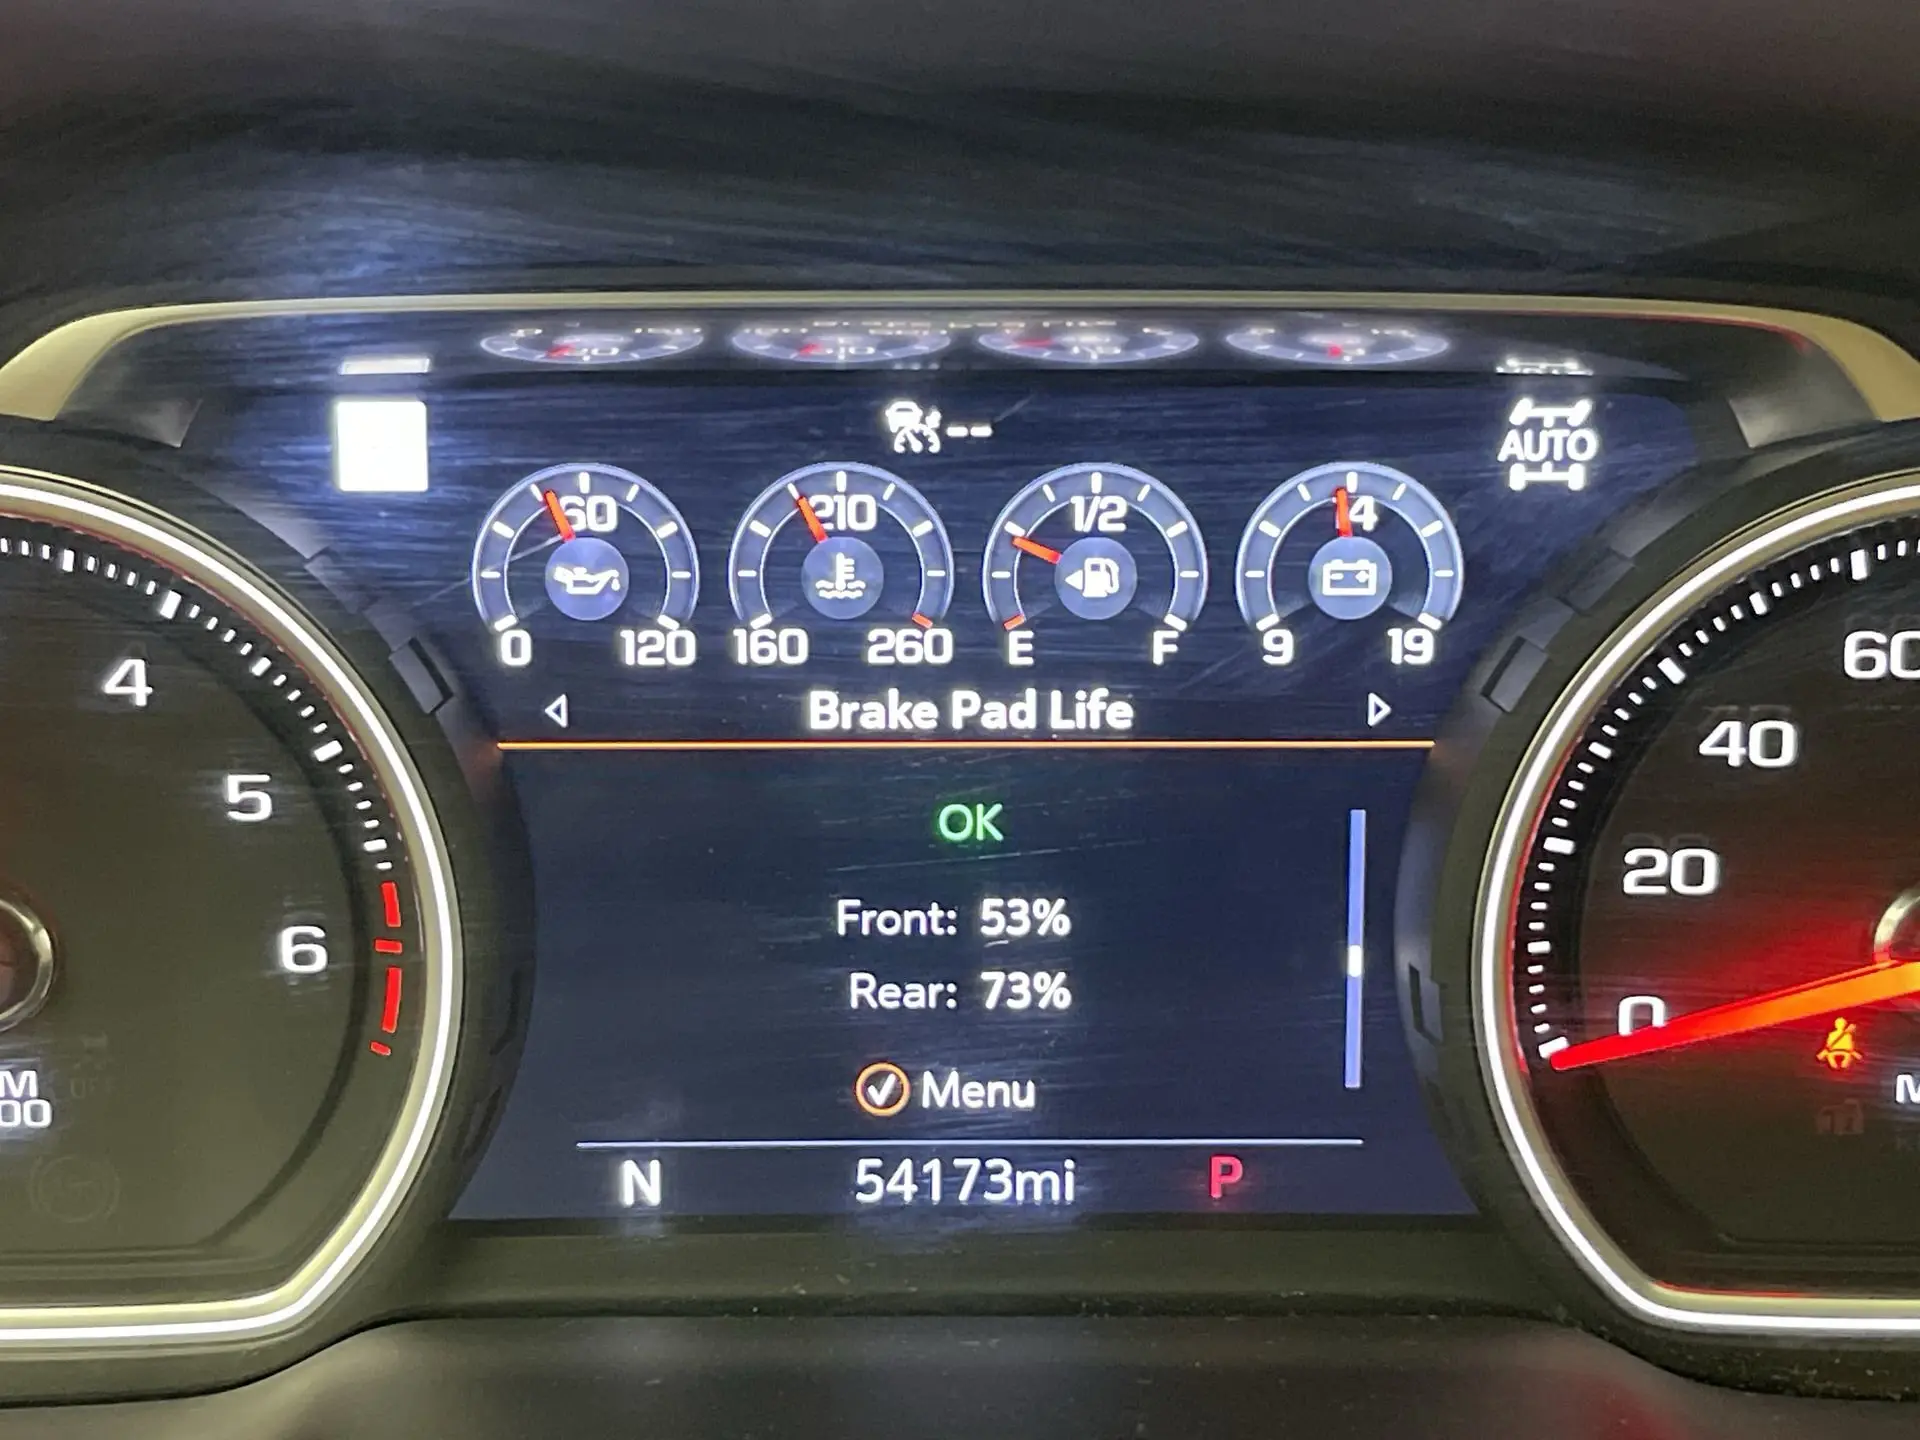 AUTO
60
210
1/2
14
0 120 160 260 E F 9 19
Brake Pad Life
OK
Front: 53%
Rear: 73%
Menu
N 54173mi P
4
5
6
60
40
20
0